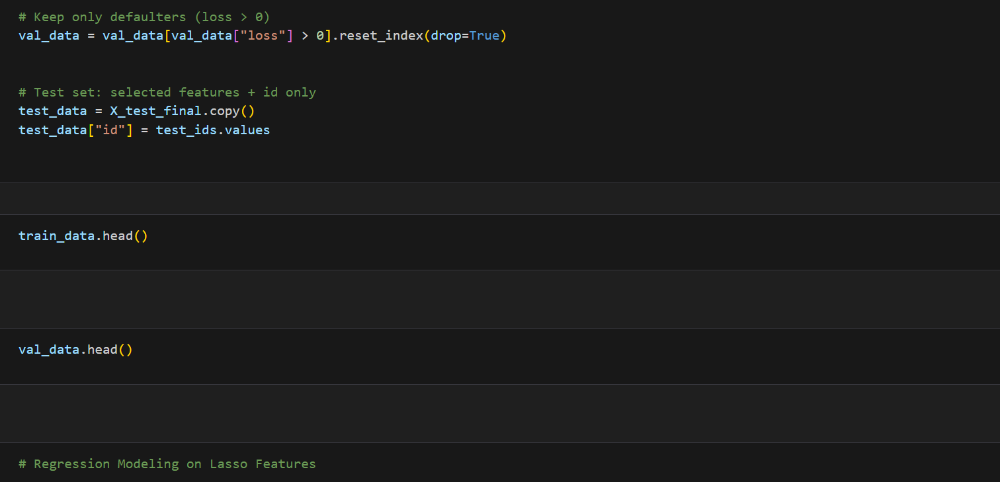 # Keep only defaulters (loss > 0)
val_data = val_data[val_data["loss"] > 0].reset_index(drop=True)
# Test set: selected features + id only
test_data = X_test_final.copy()
test_data["id"] = test_ids.values
train_data.head()
val_data.head()
# Regression Modeling on Lasso Features